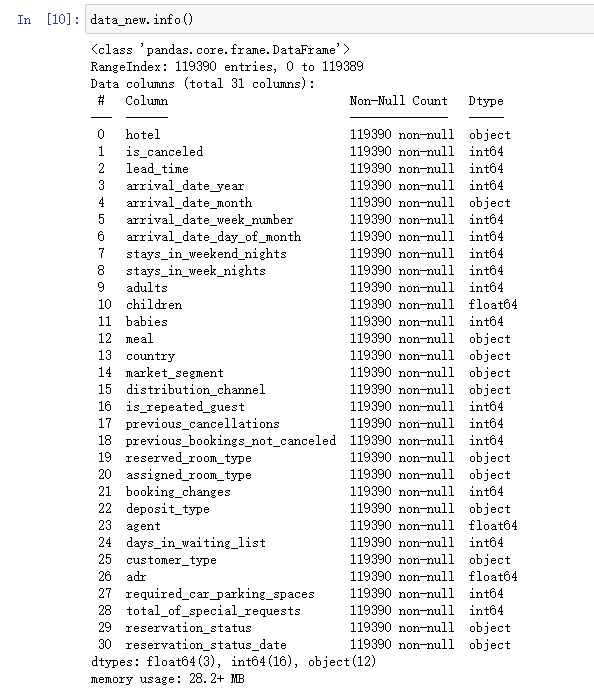 In [10]: data_new.info()
<class 'pandas.core.frame.DataFrame'>
RangeIndex: 119390 entries, 0 to 119389
Data columns (total 31 columns):
# Column Non-Null Count Dtype
--- ------ -------------- -----
0 hotel 119390 non-null object
1 is_canceled 119390 non-null int64
2 lead_time 119390 non-null int64
3 arrival_date_year 119390 non-null int64
4 arrival_date_month 119390 non-null object
5 arrival_date_week_number 119390 non-null int64
6 arrival_date_day_of_month 119390 non-null int64
7 stays_in_weekend_nights 119390 non-null int64
8 stays_in_week_nights 119390 non-null int64
9 adults 119390 non-null int64
10 children 119390 non-null float64
11 babies 119390 non-null int64
12 meal 119390 non-null object
13 country 119390 non-null object
14 market_segment 119390 non-null object
15 distribution_channel 119390 non-null object
16 is_repeated_guest 119390 non-null int64
17 previous_cancellations 119390 non-null int64
18 previous_bookings_not_canceled 119390 non-null int64
19 reserved_room_type 119390 non-null object
20 assigned_room_type 119390 non-null object
21 booking_changes 119390 non-null int64
22 deposit_type 119390 non-null object
23 agent 119390 non-null float64
24 days_in_waiting_list 119390 non-null int64
25 customer_type 119390 non-null object
26 adr 119390 non-null float64
27 required_car_parking_spaces 119390 non-null int64
28 total_of_special_requests 119390 non-null int64
29 reservation_status 119390 non-null object
30 reservation_status_date 119390 non-null object
dtypes: float64(3), int64(16), object(12)
memory usage: 28.2+ MB